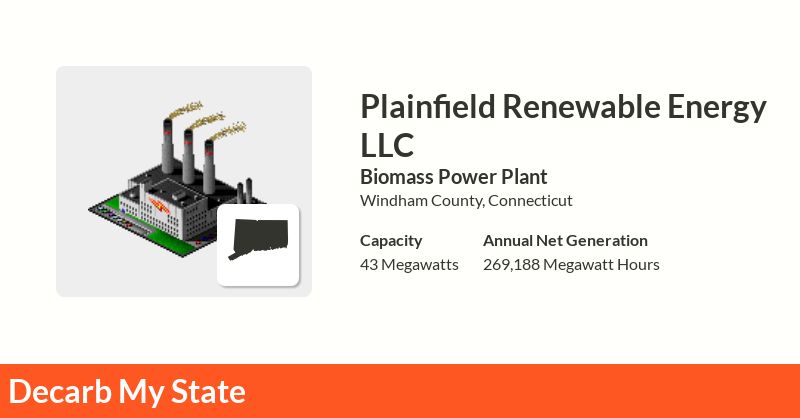 Plainfield Renewable Energy
LLC
Biomass Power Plant
Windham County, Connecticut
Capacity
Annual Net Generation
43 Megawatts
269,188 Megawatt Hours
Decarb My State